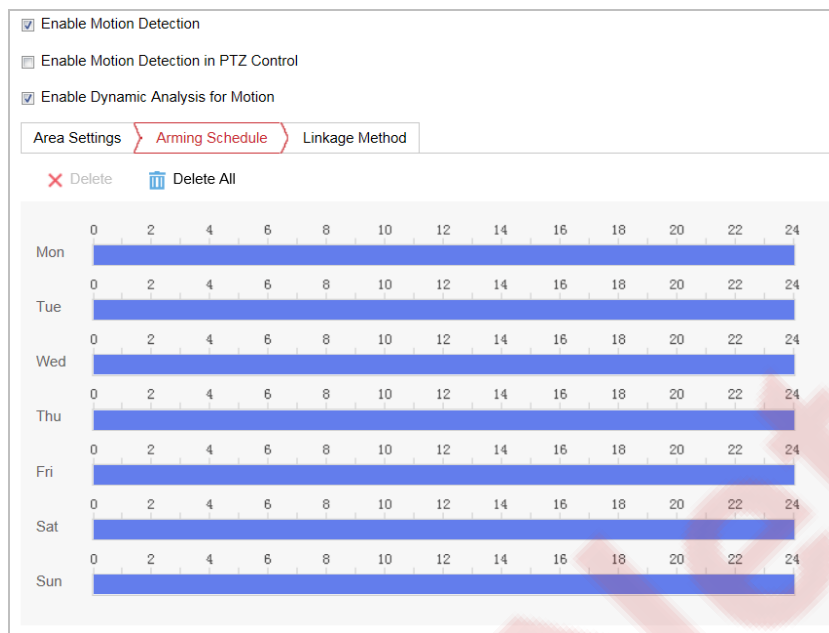 Enable Motion Detection
Enable Motion Detection in PTZ Control
Enable Dynamic Analysis for Motion
Area Settings Arming Schedule Linkage Method
Delete Delete All
0 2 4 6 8 10 12 14 16 18 20 22 24
Mon
0 2 4 6 8 10 12 14 16 18 20 22 24
Tue
0 2 4 6 8 10 12 14 16 18 20 22 24
Wed
0 2 4 6 8 10 12 14 16 18 20 22 24
Thu
0 2 4 6 8 10 12 14 16 18 20 22 24
Fri
0 2 4 6 8 10 12 14 16 18 20 22 24
Sat
0 2 4 6 8 10 12 14 16 18 20 22 24
Sun